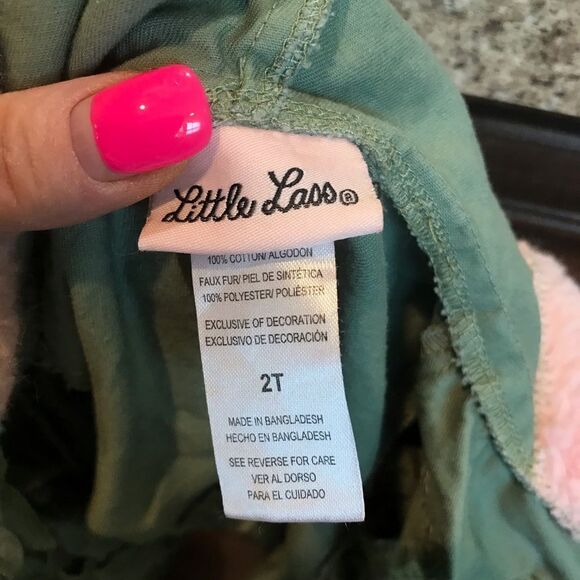 Little Lass®
100% COTTON/ ALGODON
FAUX FUR/ PIEL DE SINTÉTICA
100% POLYESTER/ POLIÉSTER
EXCLUSIVE OF DECORATION
EXCLUSIVO DE DECORACIÓN
2T
MADE IN BANGLADESH
HECHO EN BANGLADESH
SEE REVERSE FOR CARE
VER AL DORSO
PARA EL CUIDADO